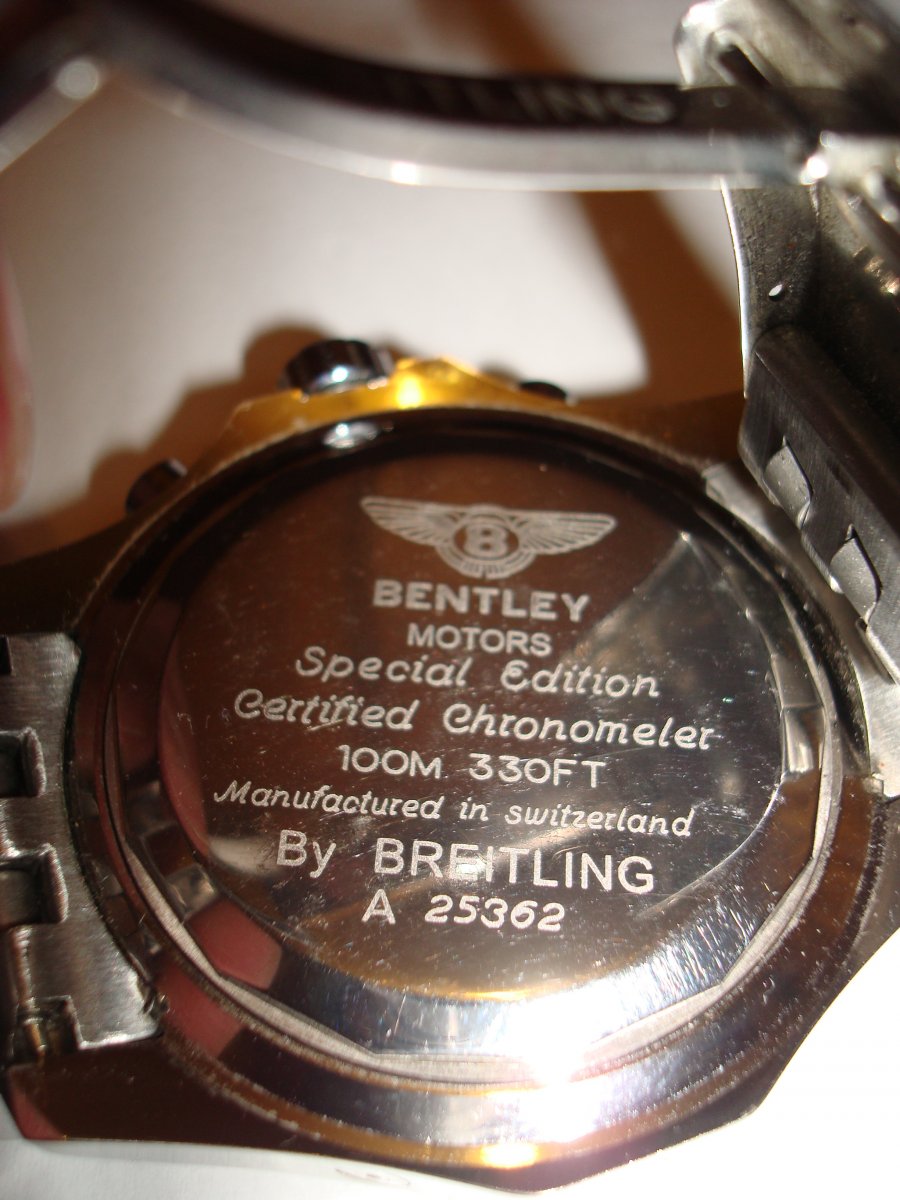 B
BENTLEY
MOTORS
Special Edition
Certified Chronometer
100M 330FT
Manufactured in switzerland
By BREITLING
A 25362